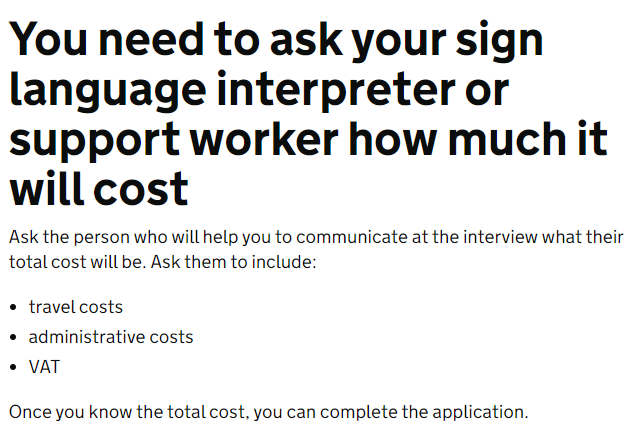 You need to ask your sign
language interpreter or
support worker how much it
will cost
Ask the person who will help you to communicate at the interview what their
total cost will be. Ask them to include:
• travel costs
• administrative costs
• VAT
Once you know the total cost, you can complete the application.